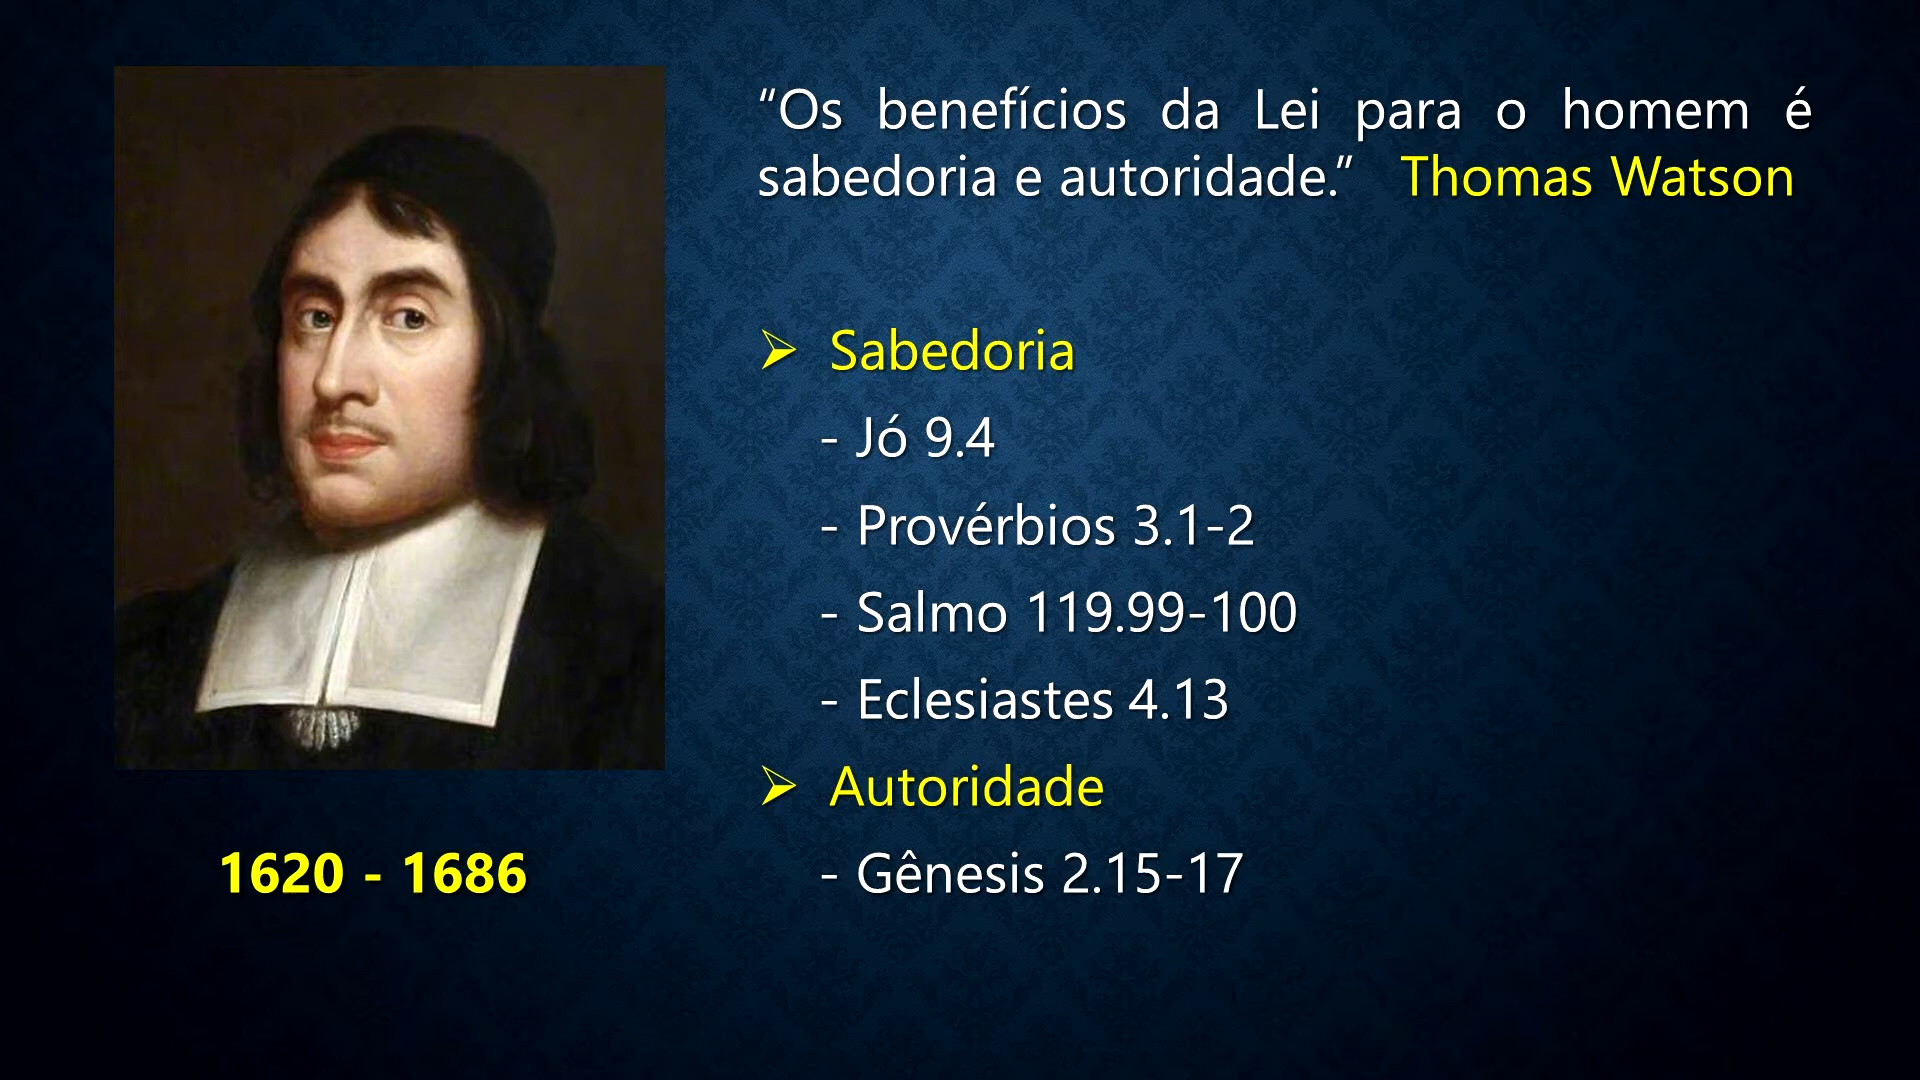 “Os benefícios da Lei para o homem é
sabedoria e autoridade.” Thomas Watson
Sabedoria
- Jó 9.4
- Provérbios 3.1-2
- Salmo 119.99-100
- Eclesiastes 4.13
Autoridade
- Gênesis 2.15-17
1620 - 1686